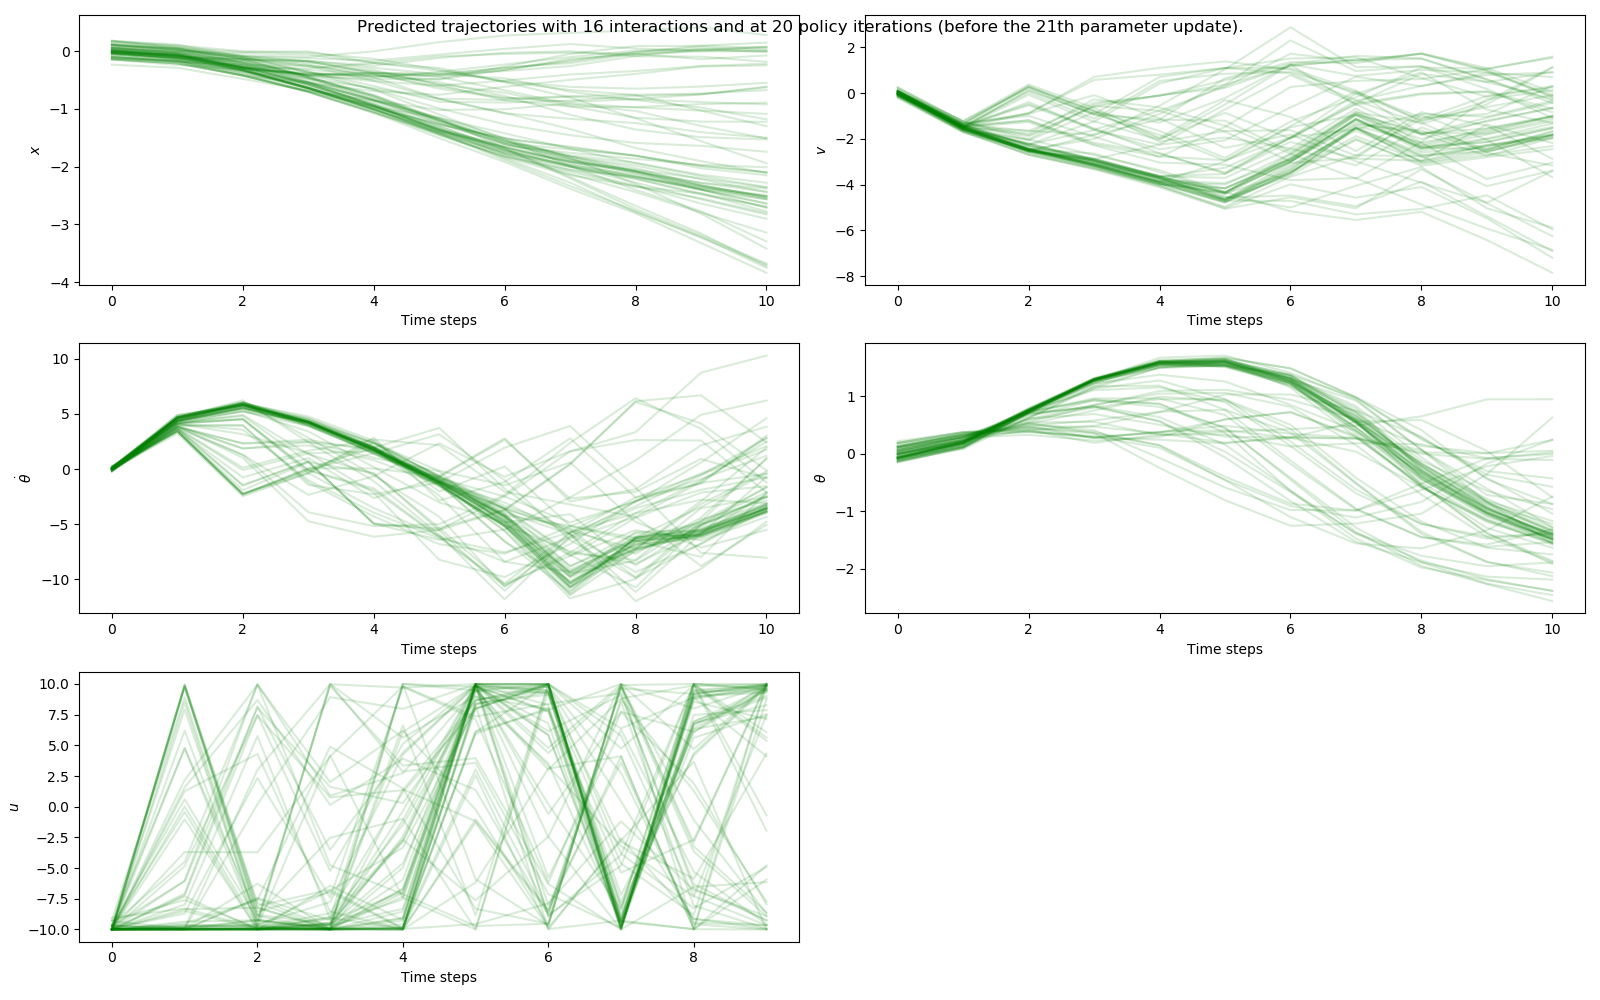 Predicted trajectories with 16 interactions and at 20 policy iterations (before the 21th parameter update).
0
−1
−2
−3
−4
x
0 2 4 6 8 10
Time steps
2
0
−2
−4
−6
−8
v
0 2 4 6 8 10
Time steps
10
5
0
−5
−10
θ̇
0 2 4 6 8 10
Time steps
1
0
−1
−2
θ
0 2 4 6 8 10
Time steps
10.0
7.5
5.0
2.5
0.0
−2.5
−5.0
−7.5
−10.0
u
0 2 4 6 8
Time steps